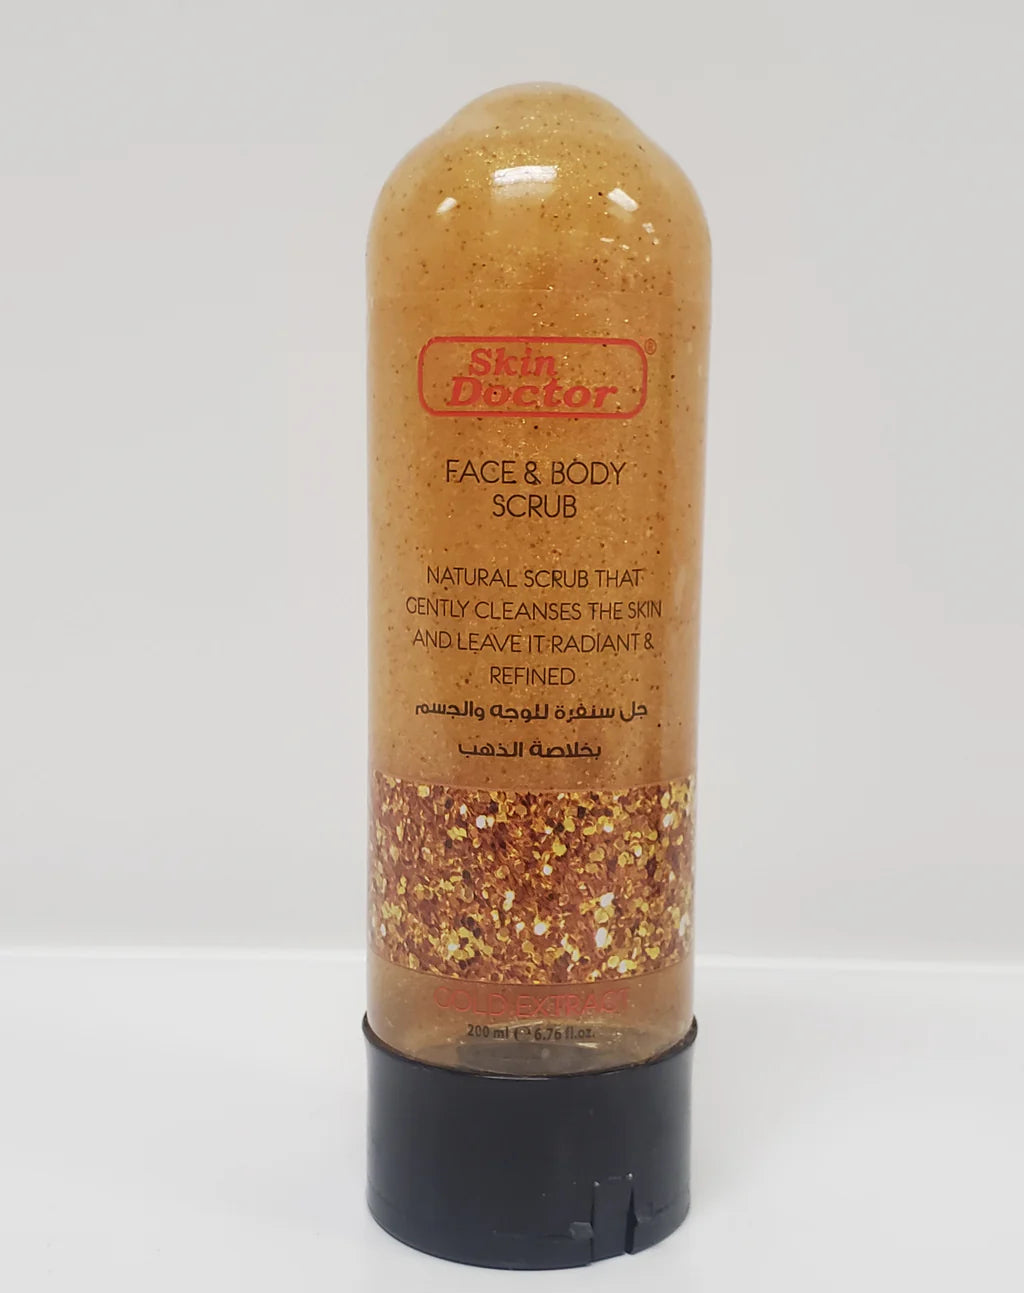 Skin
Doctor®
FACE & BODY
SCRUB
NATURAL SCRUB THAT
GENTLY CLEANSES THE SKIN
AND LEAVE IT RADIANT &
REFINED
جل سنفرة للوجه والجسم
بخلاصة الذهب
GOLD EXTRACT
200 ml ℮ 6.76 fl.oz.